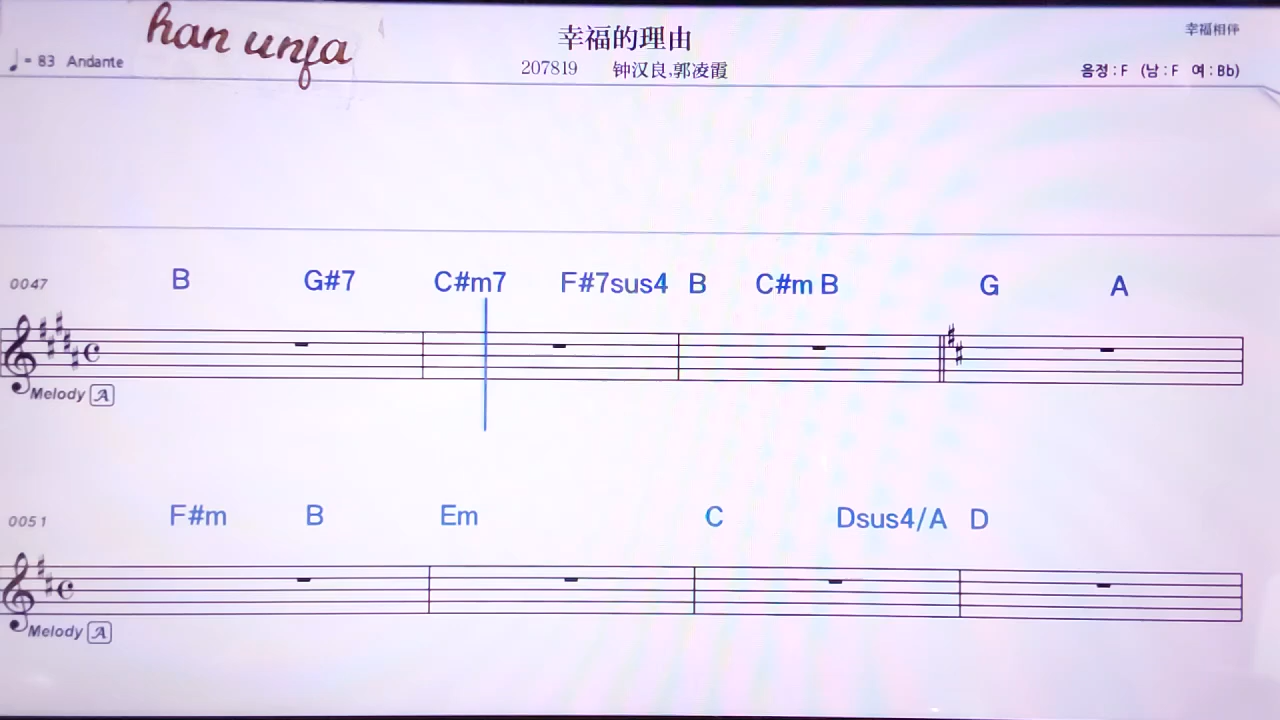 han unja
♩ = 83 Andante
幸福的理由
207819 钟汉良,郭凌霞
幸福相伴
음정 : F (남 : F 여 : Bb)
0047 B G#7 C#m7 F#7sus4 B C#m B G A
Melody A
0051 F#m B Em C Dsus4/A D
Melody A